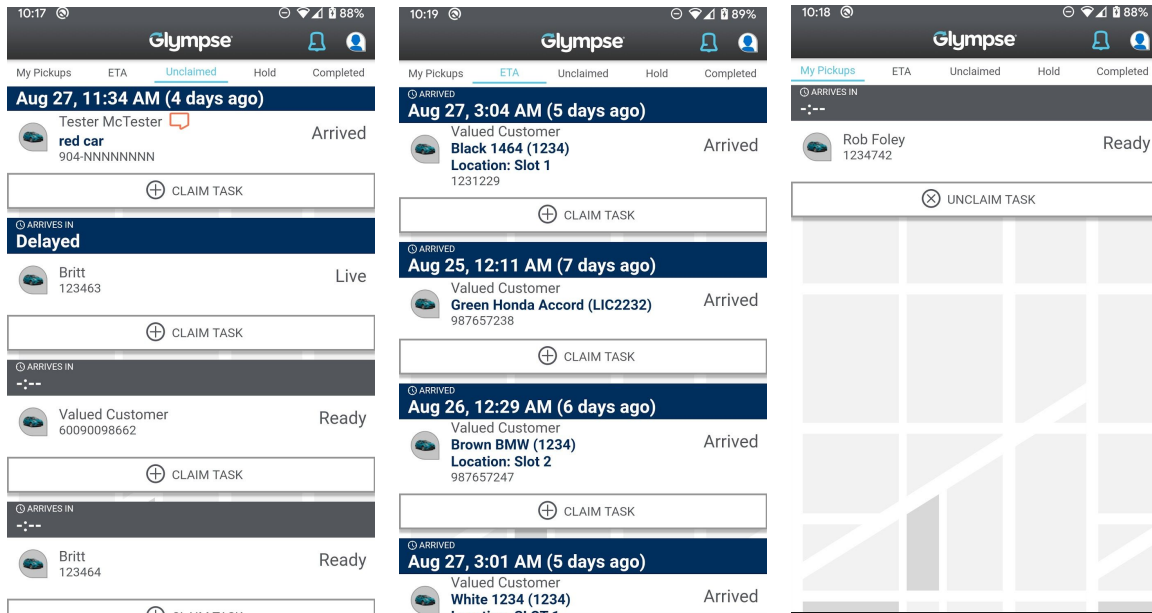 10:17 88%
Glympse
My Pickups ETA Unclaimed Hold Completed
Aug 27, 11:34 AM (4 days ago)
Tester McTester
red car
904-NNNNNNNN
Arrived
CLAIM TASK
ARRIVES IN
Delayed
Britt
123463
Live
CLAIM TASK
ARRIVES IN
-:--
Valued Customer
60090098662
Ready
CLAIM TASK
ARRIVES IN
-:--
Britt
123464
Ready
CLAIM TASK
10:19 89%
Glympse
My Pickups ETA Unclaimed Hold Completed
ARRIVED
Aug 27, 3:04 AM (5 days ago)
Valued Customer
Black 1464 (1234)
Location: Slot 1
1231229
Arrived
CLAIM TASK
ARRIVED
Aug 25, 12:11 AM (7 days ago)
Valued Customer
Green Honda Accord (LIC2232)
987657238
Arrived
CLAIM TASK
ARRIVED
Aug 26, 12:29 AM (6 days ago)
Valued Customer
Brown BMW (1234)
Location: Slot 2
987657247
Arrived
CLAIM TASK
ARRIVED
Aug 27, 3:01 AM (5 days ago)
Valued Customer
White 1234 (1234)
Location: SLOT 1
Arrived
10:18 88%
Glympse
My Pickups ETA Unclaimed Hold Completed
ARRIVES IN
-:--
Rob Foley
1234742
Ready
UNCLAIM TASK